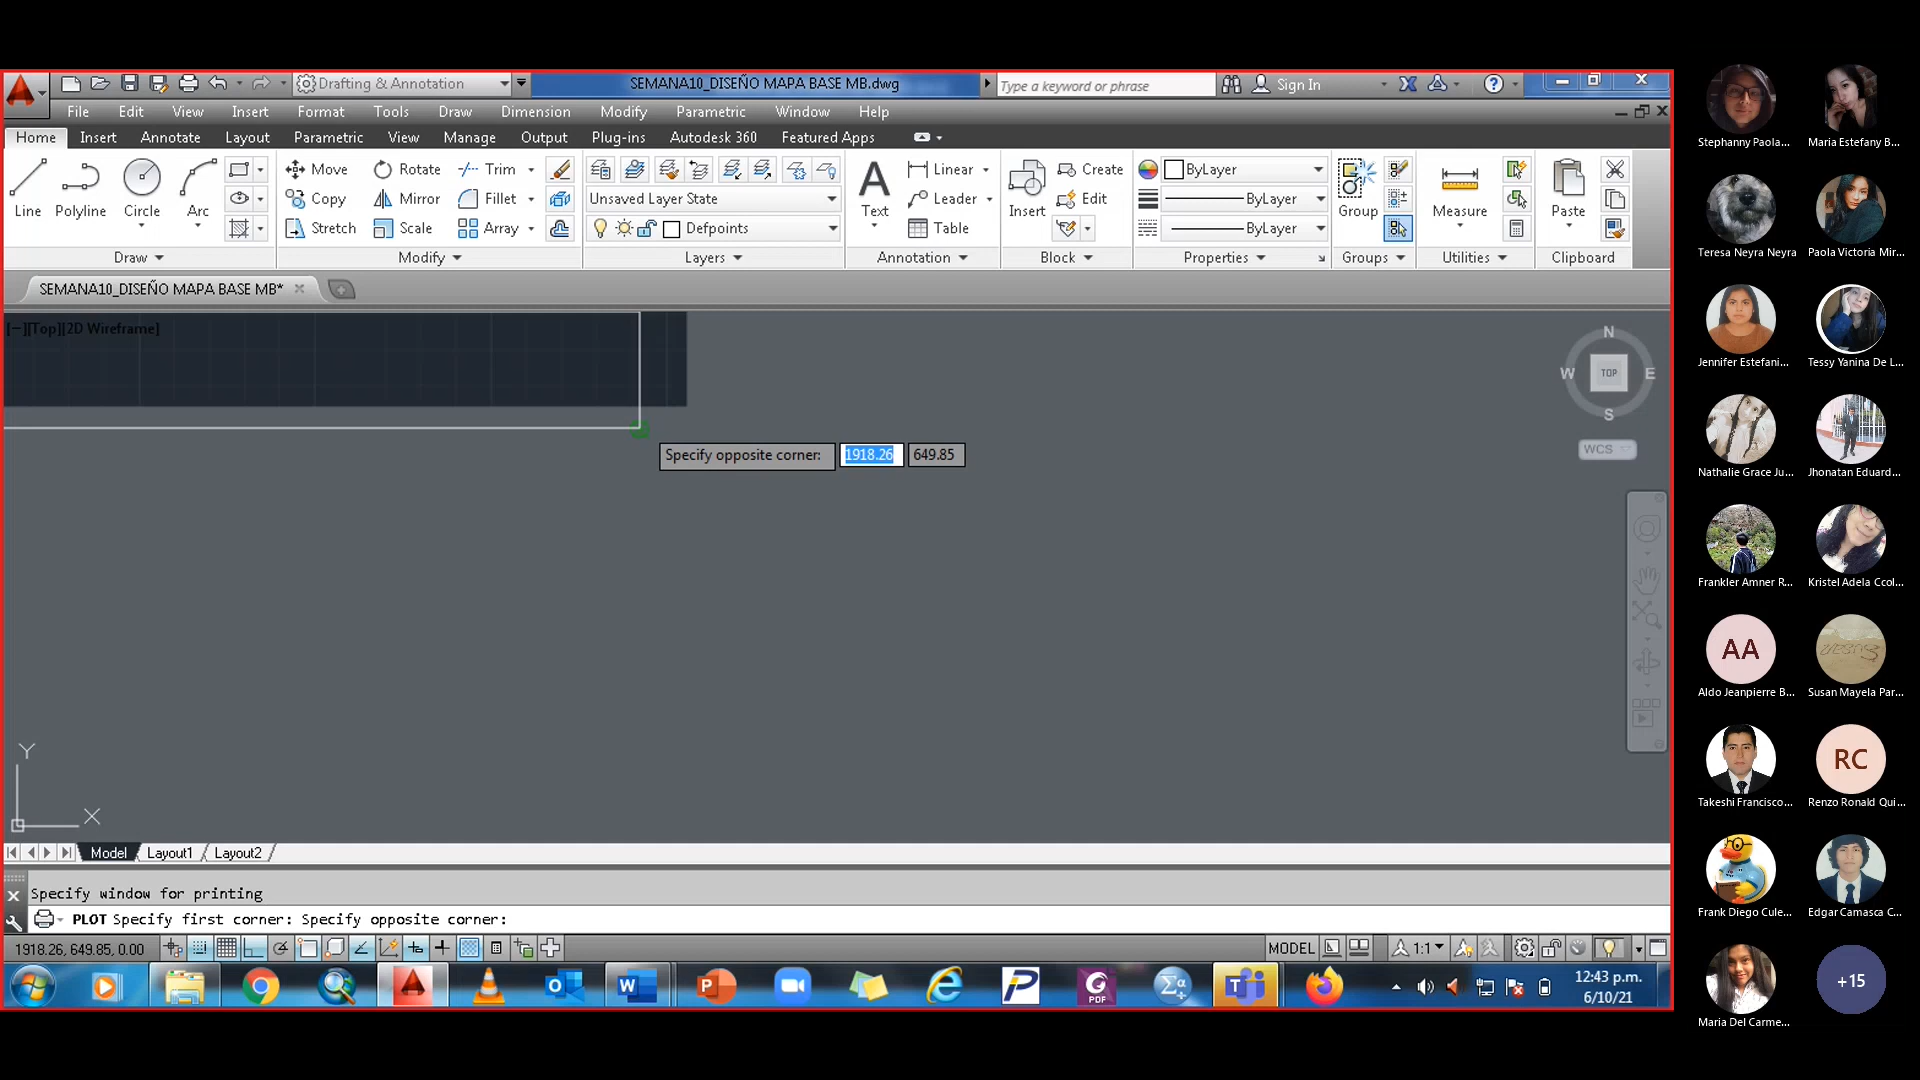 Drafting & Annotation
SEMANA10_DISEÑO MAPA BASE MB.dwg
Type a keyword or phrase
Sign In
File Edit View Insert Format Tools Draw Dimension Modify Parametric Window Help
Home Insert Annotate Layout Parametric View Manage Output Plug-ins Autodesk 360 Featured Apps
Line Polyline Circle Arc
Draw
Move Rotate Trim
Copy Mirror Fillet
Stretch Scale Array
Modify
Unsaved Layer State
Defpoints
Layers
Text
Linear
Leader
Table
Annotation
Insert
Create
Edit
Block
ByLayer
ByLayer
ByLayer
Properties
Group
Groups
Measure
Utilities
Paste
Clipboard
SEMANA10_DISEÑO MAPA BASE MB*
[−][Top][2D Wireframe]
N
W TOP E
S
WCS
Specify opposite corner: 1918.26 649.85
Y
X
Model Layout1 Layout2
Specify window for printing
PLOT Specify first corner: Specify opposite corner:
1918.26, 649.85, 0.00
MODEL
1:1
12:43 p.m.
6/10/21
Stephanny Paola...
Maria Estefany B...
Teresa Neyra Neyra
Paola Victoria Mir...
Jennifer Estefani...
Tessy Yanina De L...
Nathalie Grace Ju...
Jhonatan Eduard...
Frankler Amner R...
Kristel Adela Ccol...
AA
Aldo Jeanpierre B...
Susan Mayela Par...
Takeshi Francisco...
RC
Renzo Ronald Qui...
Frank Diego Cule...
Edgar Camasca C...
Maria Del Carme...
+15